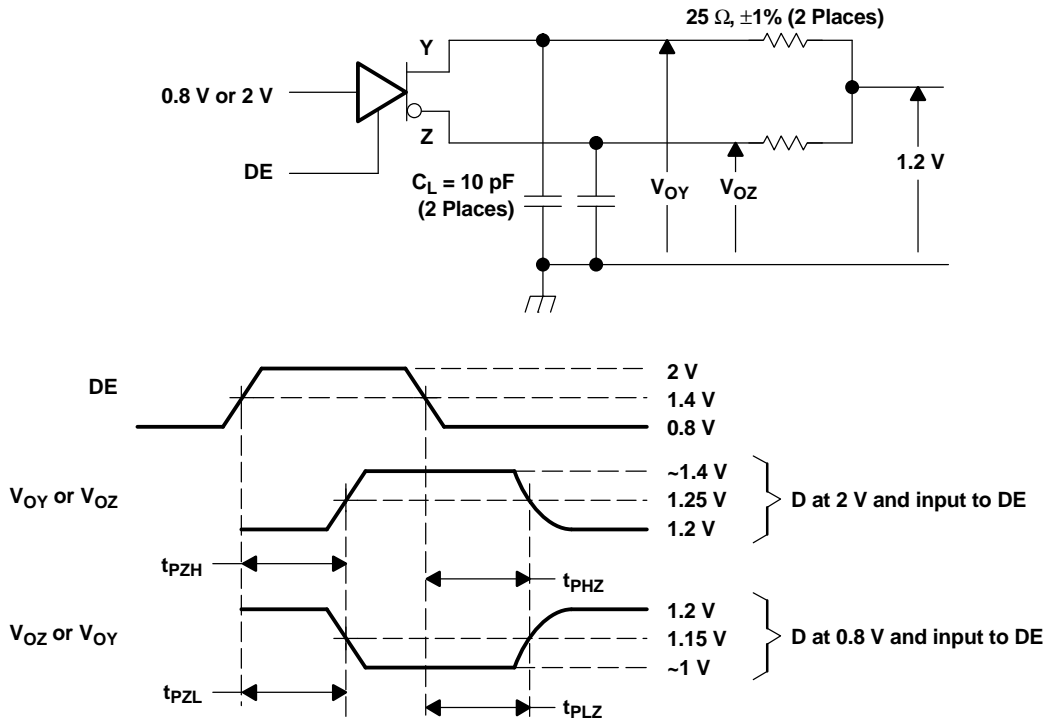 25 Ω, ±1% (2 Places)
Y
0.8 V or 2 V
Z
DE
C_L = 10 pF
(2 Places)
V_OY
V_OZ
1.2 V
DE
2 V
1.4 V
0.8 V
V_OY or V_OZ
~1.4 V
1.25 V
1.2 V
D at 2 V and input to DE
t_PZH
t_PHZ
V_OZ or V_OY
1.2 V
1.15 V
~1 V
D at 0.8 V and input to DE
t_PZL
t_PLZ